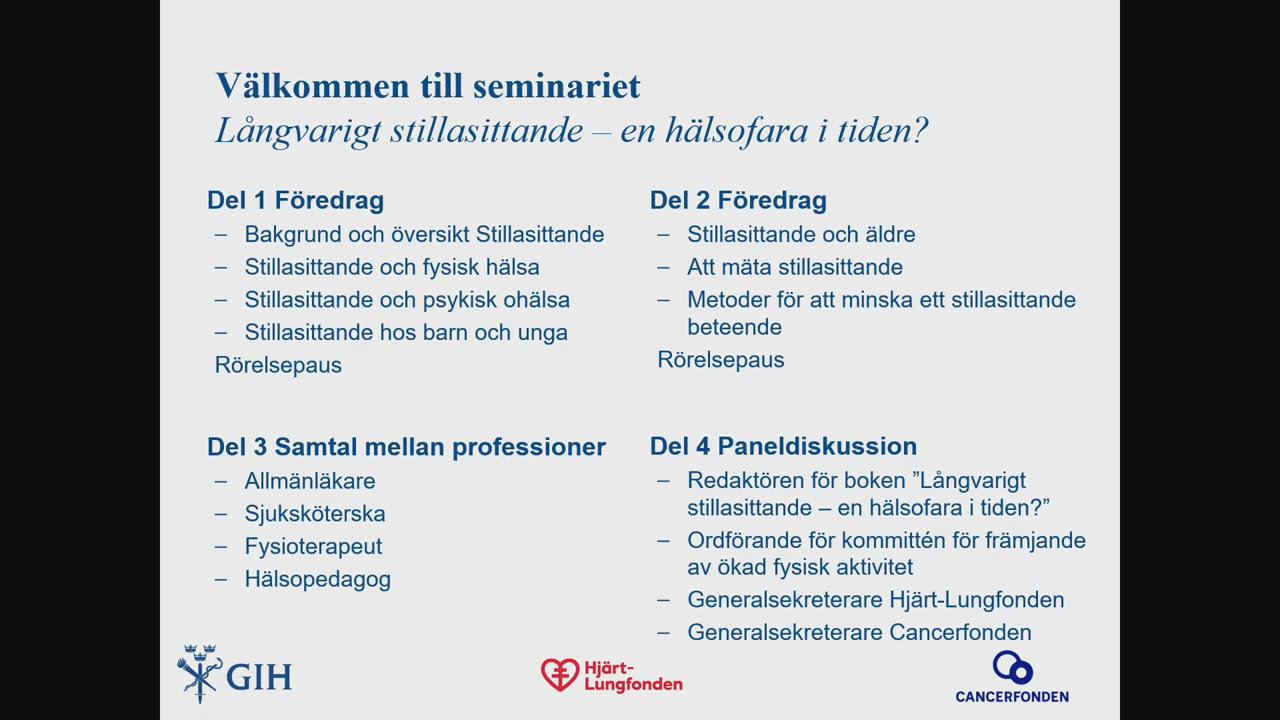 Välkommen till seminariet
Långvarigt stillasittande – en hälsofara i tiden?
Del 1 Föredrag
– Bakgrund och översikt Stillasittande
– Stillasittande och fysisk hälsa
– Stillasittande och psykisk ohälsa
– Stillasittande hos barn och unga
Rörelsepaus
Del 2 Föredrag
– Stillasittande och äldre
– Att mäta stillasittande
– Metoder för att minska ett stillasittande
beteende
Rörelsepaus
Del 3 Samtal mellan professioner
– Allmänläkare
– Sjuksköterska
– Fysioterapeut
– Hälsopedagog
Del 4 Paneldiskussion
– Redaktören för boken ”Långvarigt
stillasittande – en hälsofara i tiden?”
– Ordförande för kommittén för främjande
av ökad fysisk aktivitet
– Generalsekreterare Hjärt-Lungfonden
– Generalsekreterare Cancerfonden
GIH
Hjärt-
Lungfonden
CANCERFONDEN